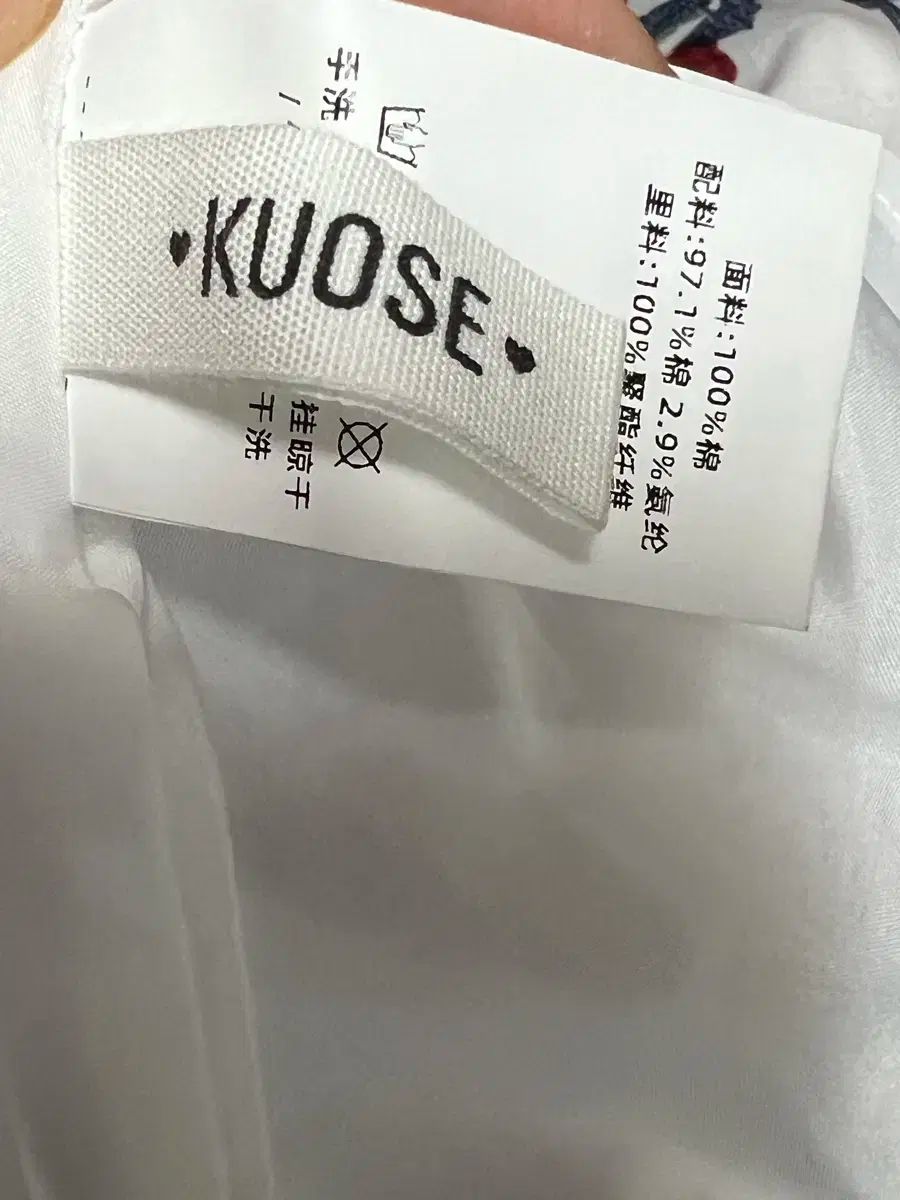 ·KUOSE·
面料:100%棉
配料:97.1%棉 2.9%氨纶
里料:100%聚酯纤维
手洗
挂晾干
干洗